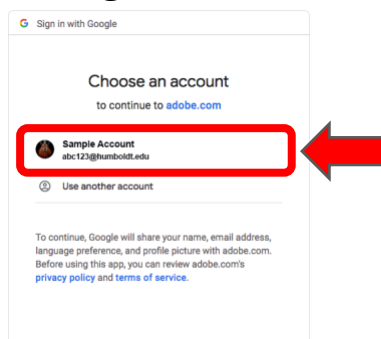 Sign in with Google
Choose an account
to continue to adobe.com
Sample Account
abc123@humboldt.edu
Use another account
To continue, Google will share your name, email address,
language preference, and profile picture with adobe.com.
Before using this app, you can review adobe.com's
privacy policy and terms of service.